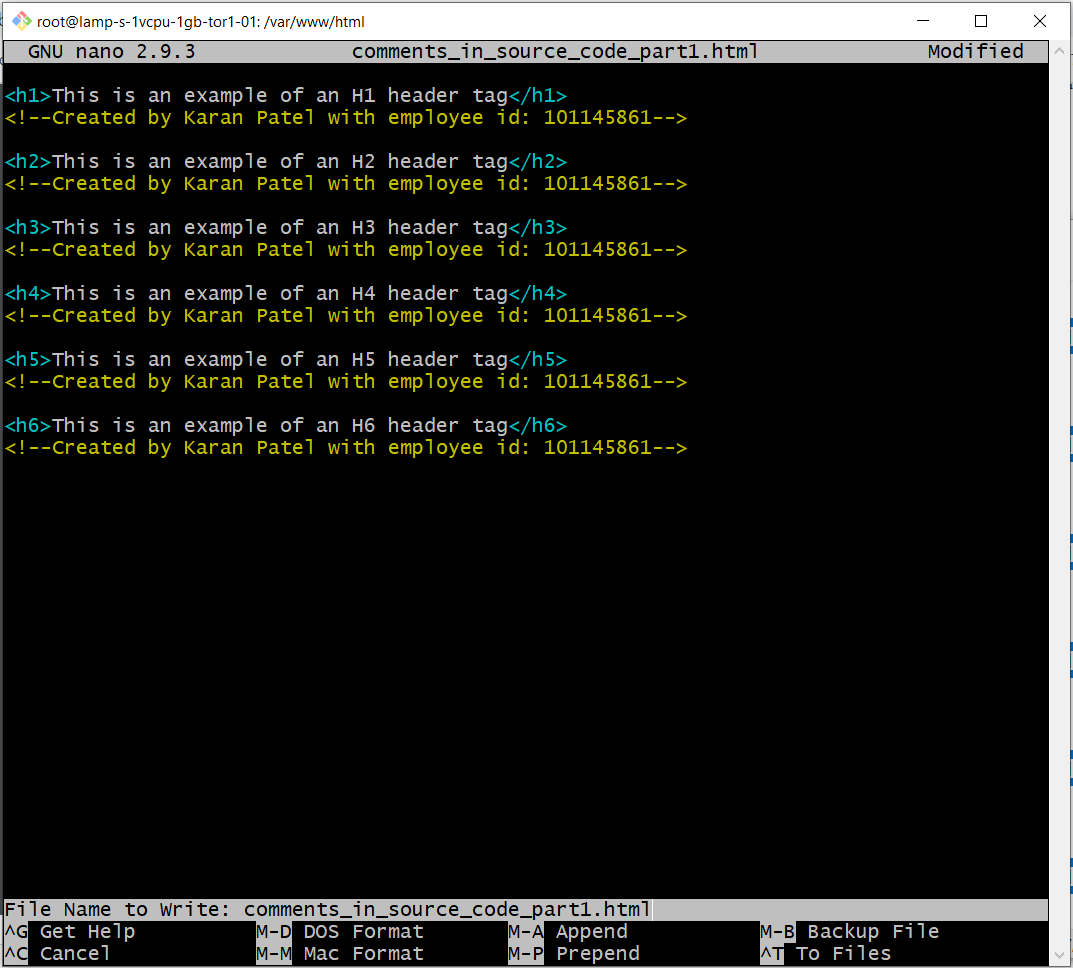 root@lamp-s-1vcpu-1gb-tor1-01: /var/www/html
GNU nano 2.9.3 comments_in_source_code_part1.html Modified
<h1>This is an example of an H1 header tag</h1>
<!--Created by Karan Patel with employee id: 101145861-->
<h2>This is an example of an H2 header tag</h2>
<!--Created by Karan Patel with employee id: 101145861-->
<h3>This is an example of an H3 header tag</h3>
<!--Created by Karan Patel with employee id: 101145861-->
<h4>This is an example of an H4 header tag</h4>
<!--Created by Karan Patel with employee id: 101145861-->
<h5>This is an example of an H5 header tag</h5>
<!--Created by Karan Patel with employee id: 101145861-->
<h6>This is an example of an H6 header tag</h6>
<!--Created by Karan Patel with employee id: 101145861-->
File Name to Write: comments_in_source_code_part1.html
^G Get Help M-D DOS Format M-A Append M-B Backup File
^C Cancel M-M Mac Format M-P Prepend ^T To Files